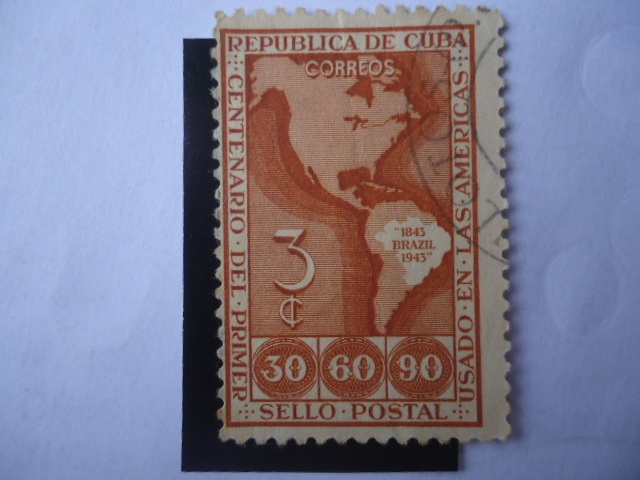 REPUBLICA DE CUBA
CORREOS
CENTENARIO · DEL · PRIMER
USADO · EN · LAS · AMERICAS
"1843
BRAZIL
1943"
3
¢
30 60 90
SELLO · POSTAL